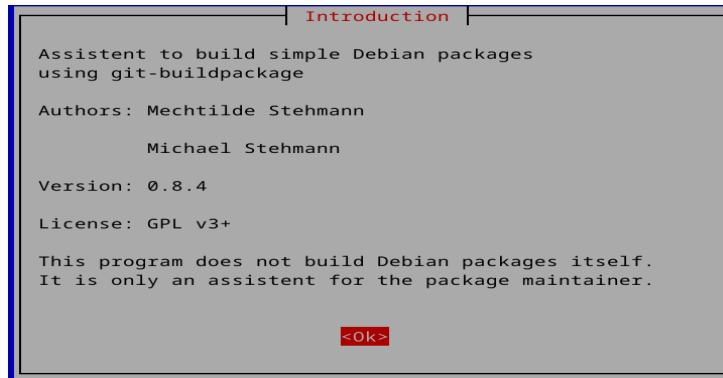 Introduction
Assistent to build simple Debian packages
using git-buildpackage
Authors: Mechtilde Stehmann
Michael Stehmann
Version: 0.8.4
License: GPL v3+
This program does not build Debian packages itself.
It is only an assistent for the package maintainer.
<Ok>